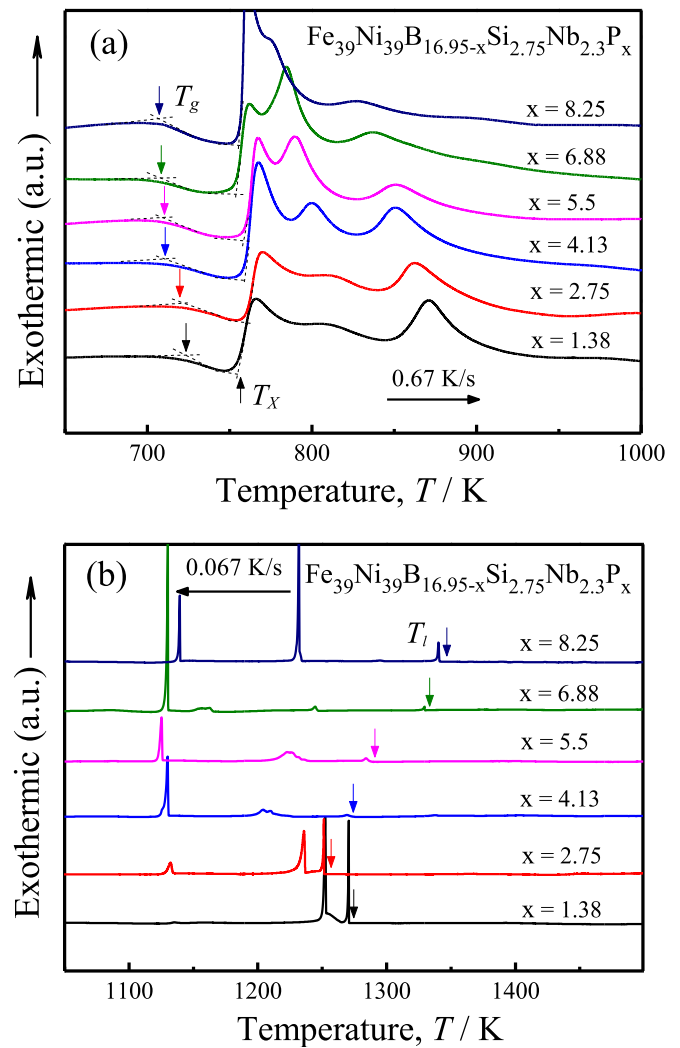 (a)
Fe39Ni39B16.95-xSi2.75Nb2.3Px
Tg
x = 8.25
x = 6.88
x = 5.5
x = 4.13
x = 2.75
x = 1.38
TX
0.67 K/s
Exothermic (a.u.)
700
800
900
1000
Temperature, T / K
(b)
0.067 K/s
Fe39Ni39B16.95-xSi2.75Nb2.3Px
Tl
x = 8.25
x = 6.88
x = 5.5
x = 4.13
x = 2.75
x = 1.38
Exothermic (a.u.)
1100
1200
1300
1400
Temperature, T / K